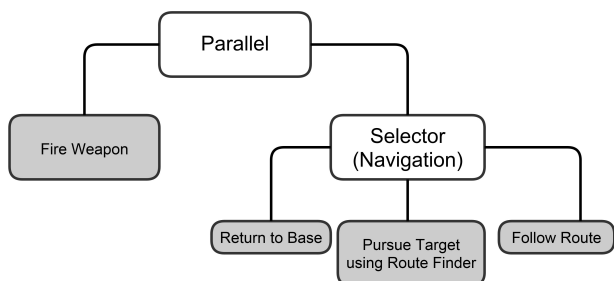 Parallel
Fire Weapon
Selector
(Navigation)
Return to Base
Pursue Target
using Route Finder
Follow Route